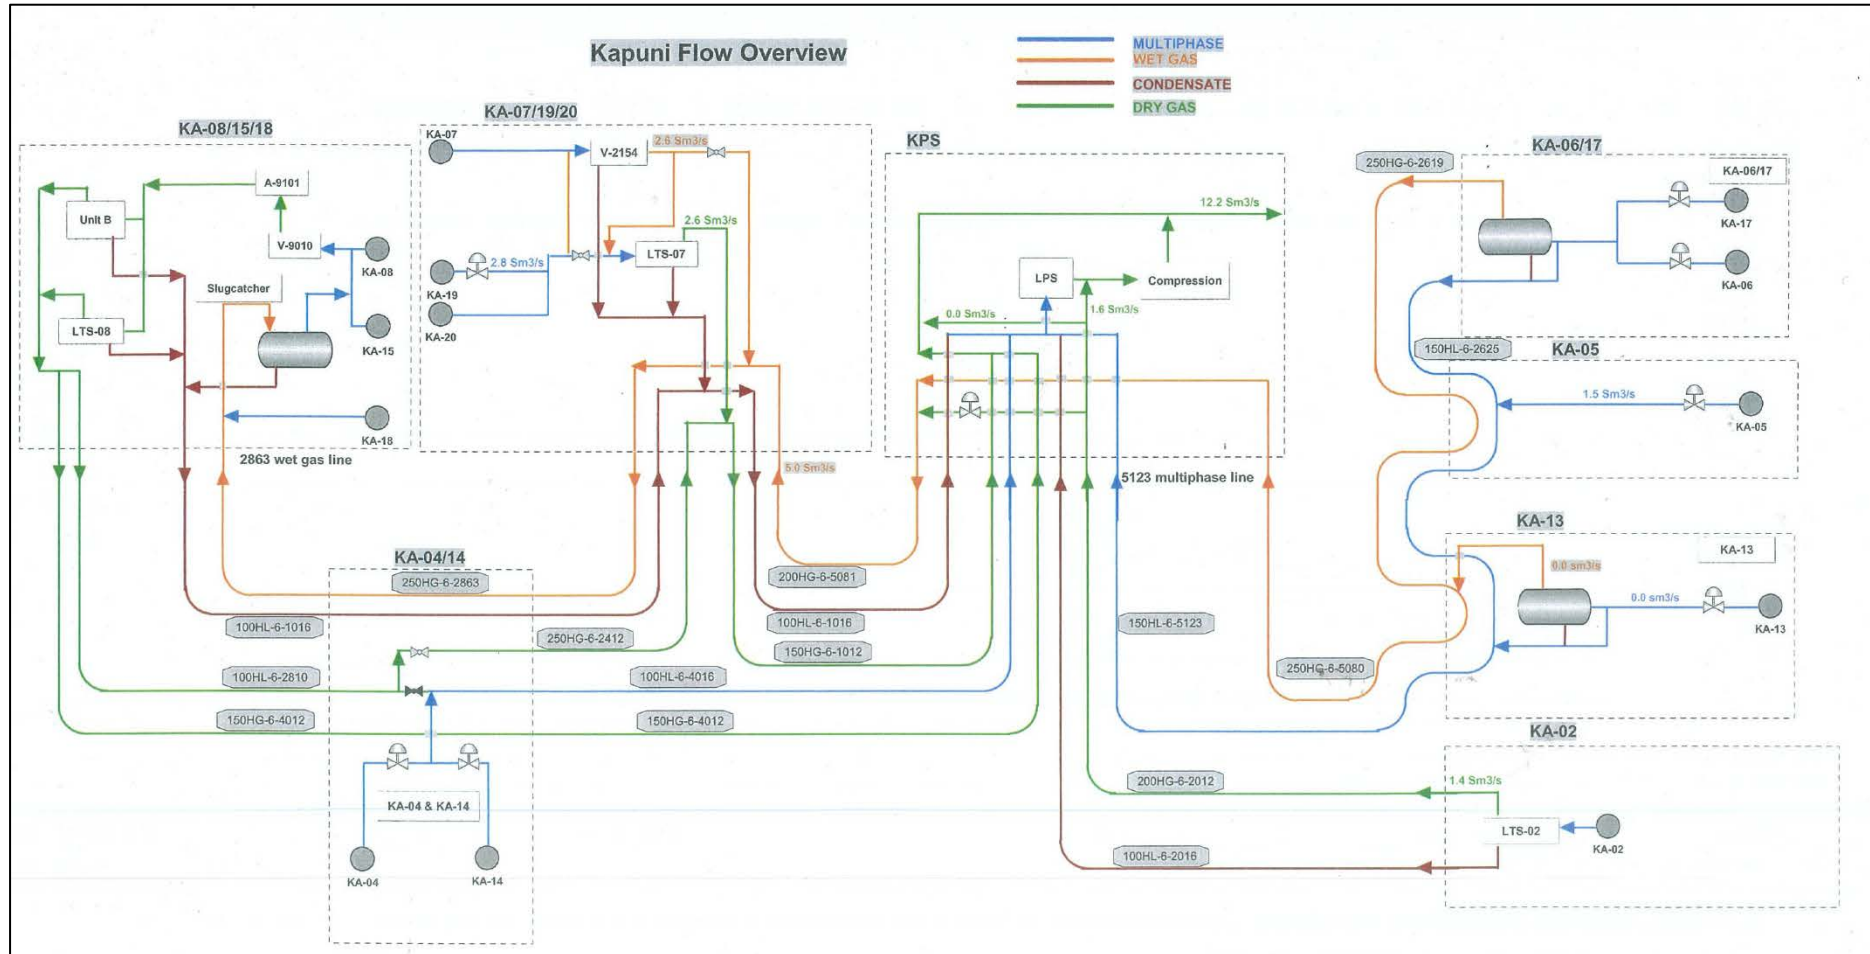 Kapuni Flow Overview
MULTIPHASE
WET GAS
CONDENSATE
DRY GAS
KA-08/15/18
A-9101
Unit B
V-9010
KA-08
Slugcatcher
LTS-08
KA-15
KA-18
2863 wet gas line
KA-07/19/20
KA-07
V-2154
2.6 Sm3/s
2.6 Sm3/s
LTS-07
2.8 Sm3/s
KA-19
KA-20
5.0 Sm3/s
KPS
12.2 Sm3/s
LPS
Compression
0.0 Sm3/s
1.6 Sm3/s
5123 multiphase line
KA-06/17
250HG-6-2619
KA-06/17
KA-17
KA-06
150HL-6-2625
KA-05
1.5 Sm3/s
KA-05
KA-13
KA-13
0.0 sm3/s
0.0 sm3/s
KA-13
KA-04/14
250HG-6-2863
200HG-6-5081
100HL-6-1016
100HL-6-1016
250HG-6-2412
150HG-6-1012
150HL-6-5123
250HG-6-5080
100HL-6-2810
100HL-6-4016
150HG-6-4012
150HG-6-4012
KA-04 & KA-14
KA-04
KA-14
KA-02
200HG-6-2012
1.4 Sm3/s
LTS-02
KA-02
100HL-6-2016